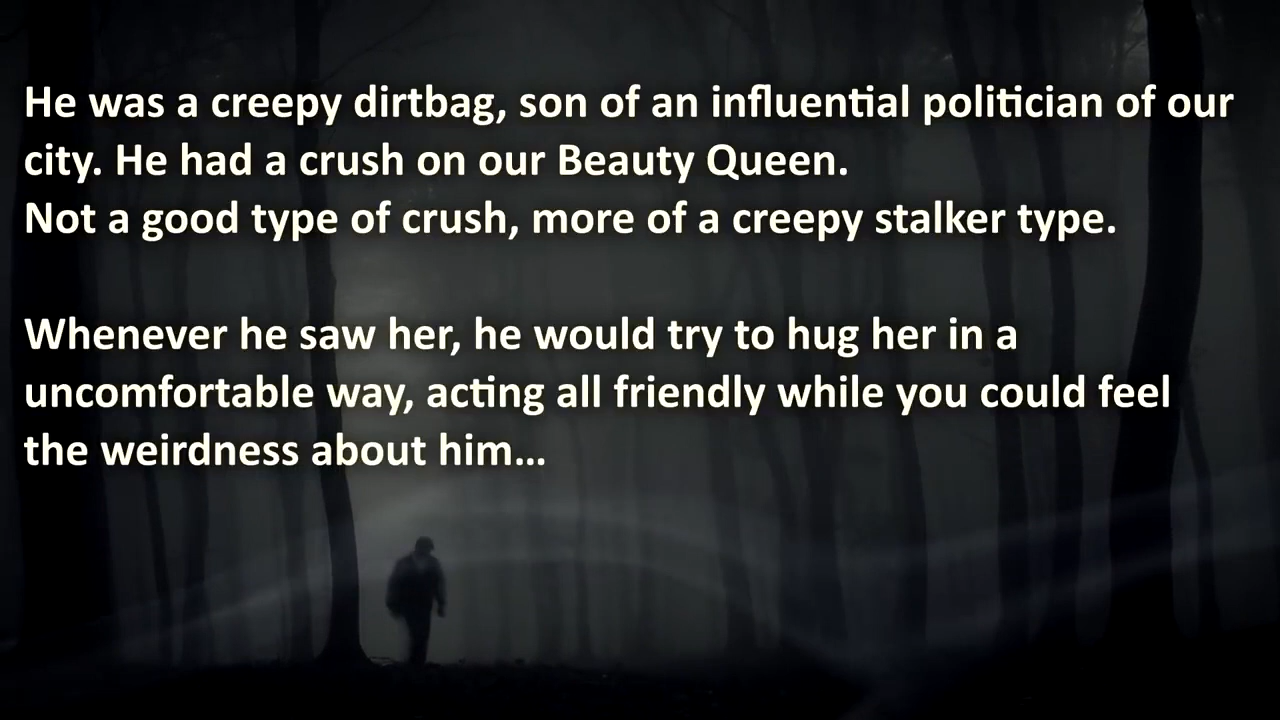 He was a creepy dirtbag, son of an influential politician of our
city. He had a crush on our Beauty Queen.
Not a good type of crush, more of a creepy stalker type.
Whenever he saw her, he would try to hug her in a
uncomfortable way, acting all friendly while you could feel
the weirdness about him…